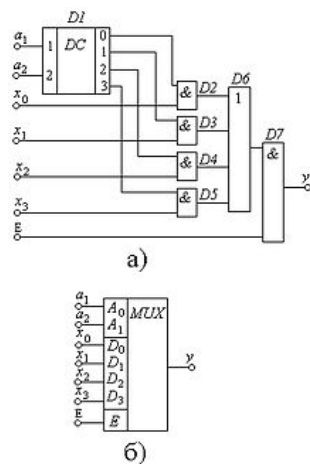 D1
a1 1 DC 0
1
a2 2 2
3
D6
x0 & D2 1
D7
x1 & D3 &
x2 & D4 y
x3 & D5
E
а)
a1 A0 MUX
a2 A1
x0 D0
x1 D1 y
x2 D2
x3 D3
E E
б)